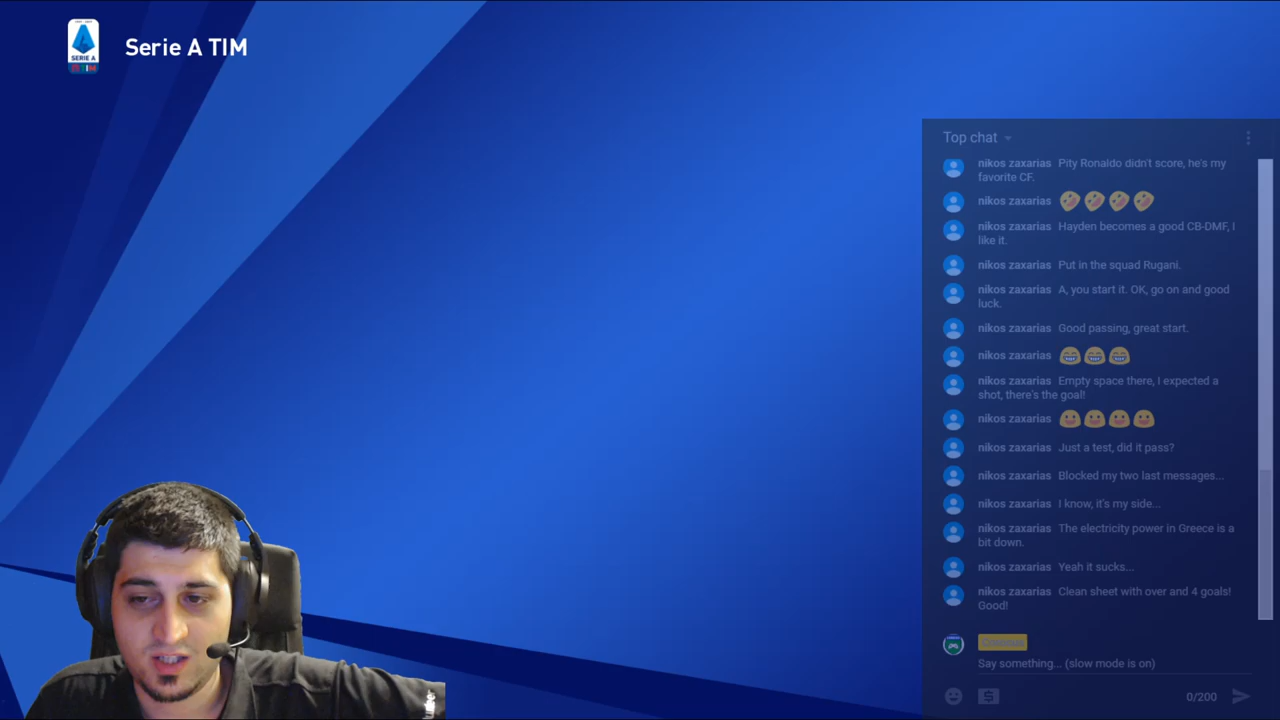 Serie A TIM
SERIE A
TIM
Top chat
nikos zaxarias Pity Ronaldo didn't score, he's my
favorite CF.
nikos zaxarias
nikos zaxarias Hayden becomes a good CB-DMF, I
like it.
nikos zaxarias Put in the squad Rugani.
nikos zaxarias A, you start it. OK, go on and good
luck.
nikos zaxarias Good passing, great start.
nikos zaxarias
nikos zaxarias Empty space there, I expected a
shot, there's the goal!
nikos zaxarias
nikos zaxarias Just a test, did it pass?
nikos zaxarias Blocked my two last messages...
nikos zaxarias I know, it's my side...
nikos zaxarias The electricity power in Greece is a
bit down.
nikos zaxarias Yeah it sucks...
nikos zaxarias Clean sheet with over and 4 goals!
Good!
Say something... (slow mode is on)
0/200